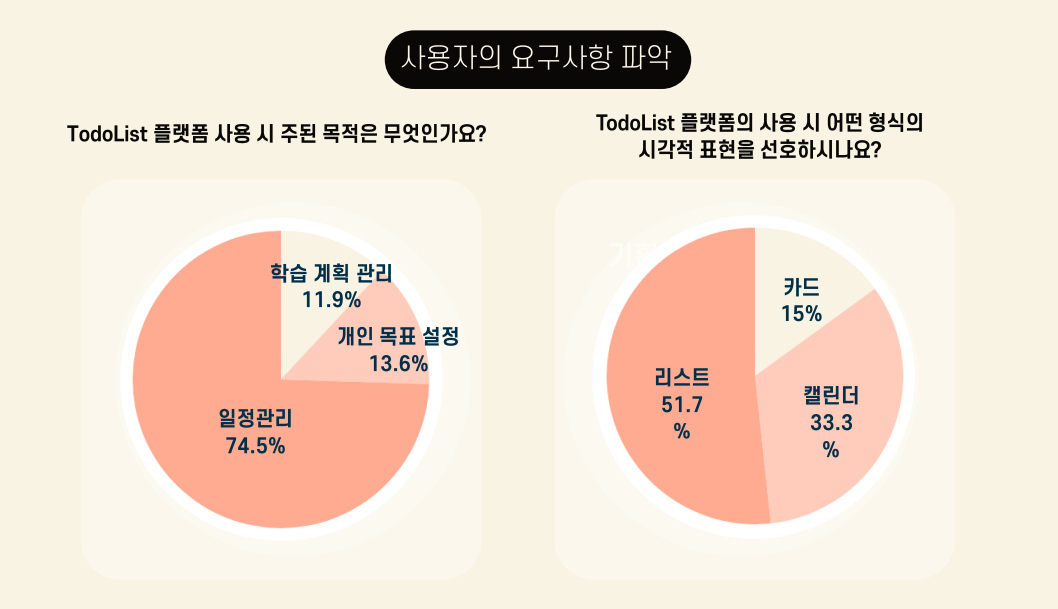 사용자의 요구사항 파악
TodoList 플랫폼 사용 시 주된 목적은 무엇인가요?
학습 계획 관리
11.9%
개인 목표 설정
13.6%
일정관리
74.5%
TodoList 플랫폼의 사용 시 어떤 형식의
시각적 표현을 선호하시나요?
카드
15%
리스트
51.7
%
캘린더
33.3
%